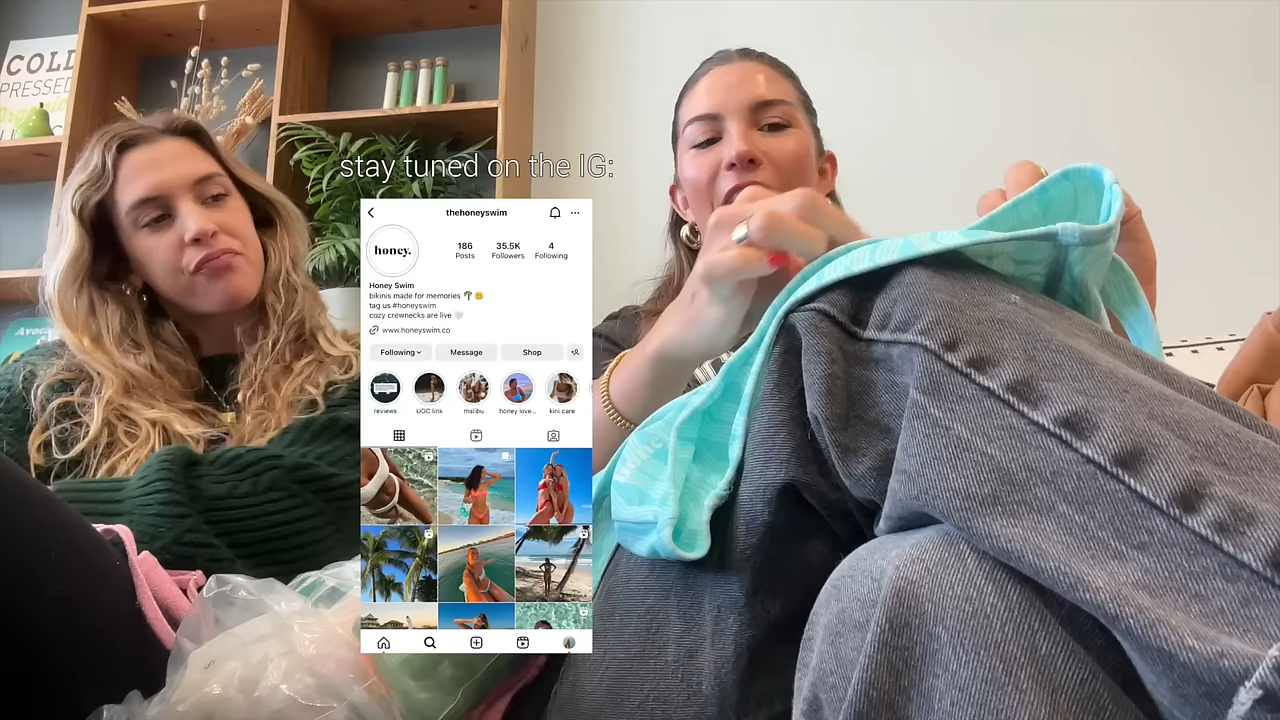 COLD
PRESSED
stay tuned on the IG:
thehoneyswim
honey.
186
Posts
35.5K
Followers
4
Following
Honey Swim
bikinis made for memories 🌴😊
tag us #honeyswim
cozy crewnecks are live 🤍
www.honeyswim.co
Following
Message
Shop
reviews
UGC link
malibu
honey love...
kini care